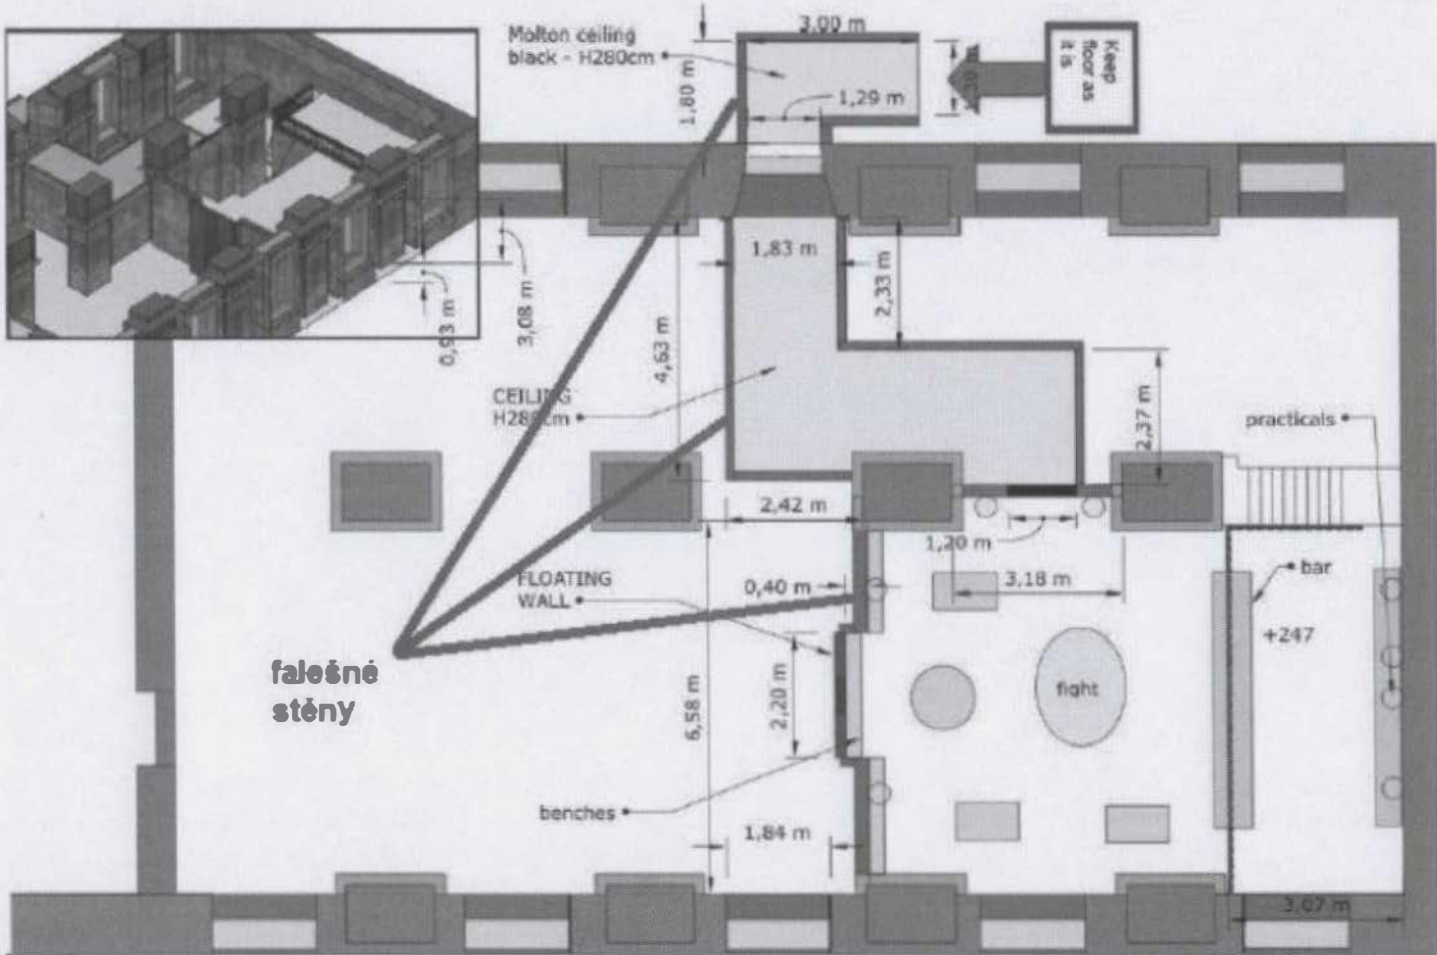 Molton ceiling
black - H280cm
3.00 m
1,80 m
1,29 m
Keep
floor as
it is
0,93 m
3,08 m
4,63 m
1,83 m
2,33 m
CEILING
H280cm
2,37 m
practicals
2,42 m
1,20 m
FLOATING
WALL
0,40 m
3,18 m
bar
+247
falešné
stěny
6,58 m
2,20 m
fight
benches
1,84 m
3,07 m